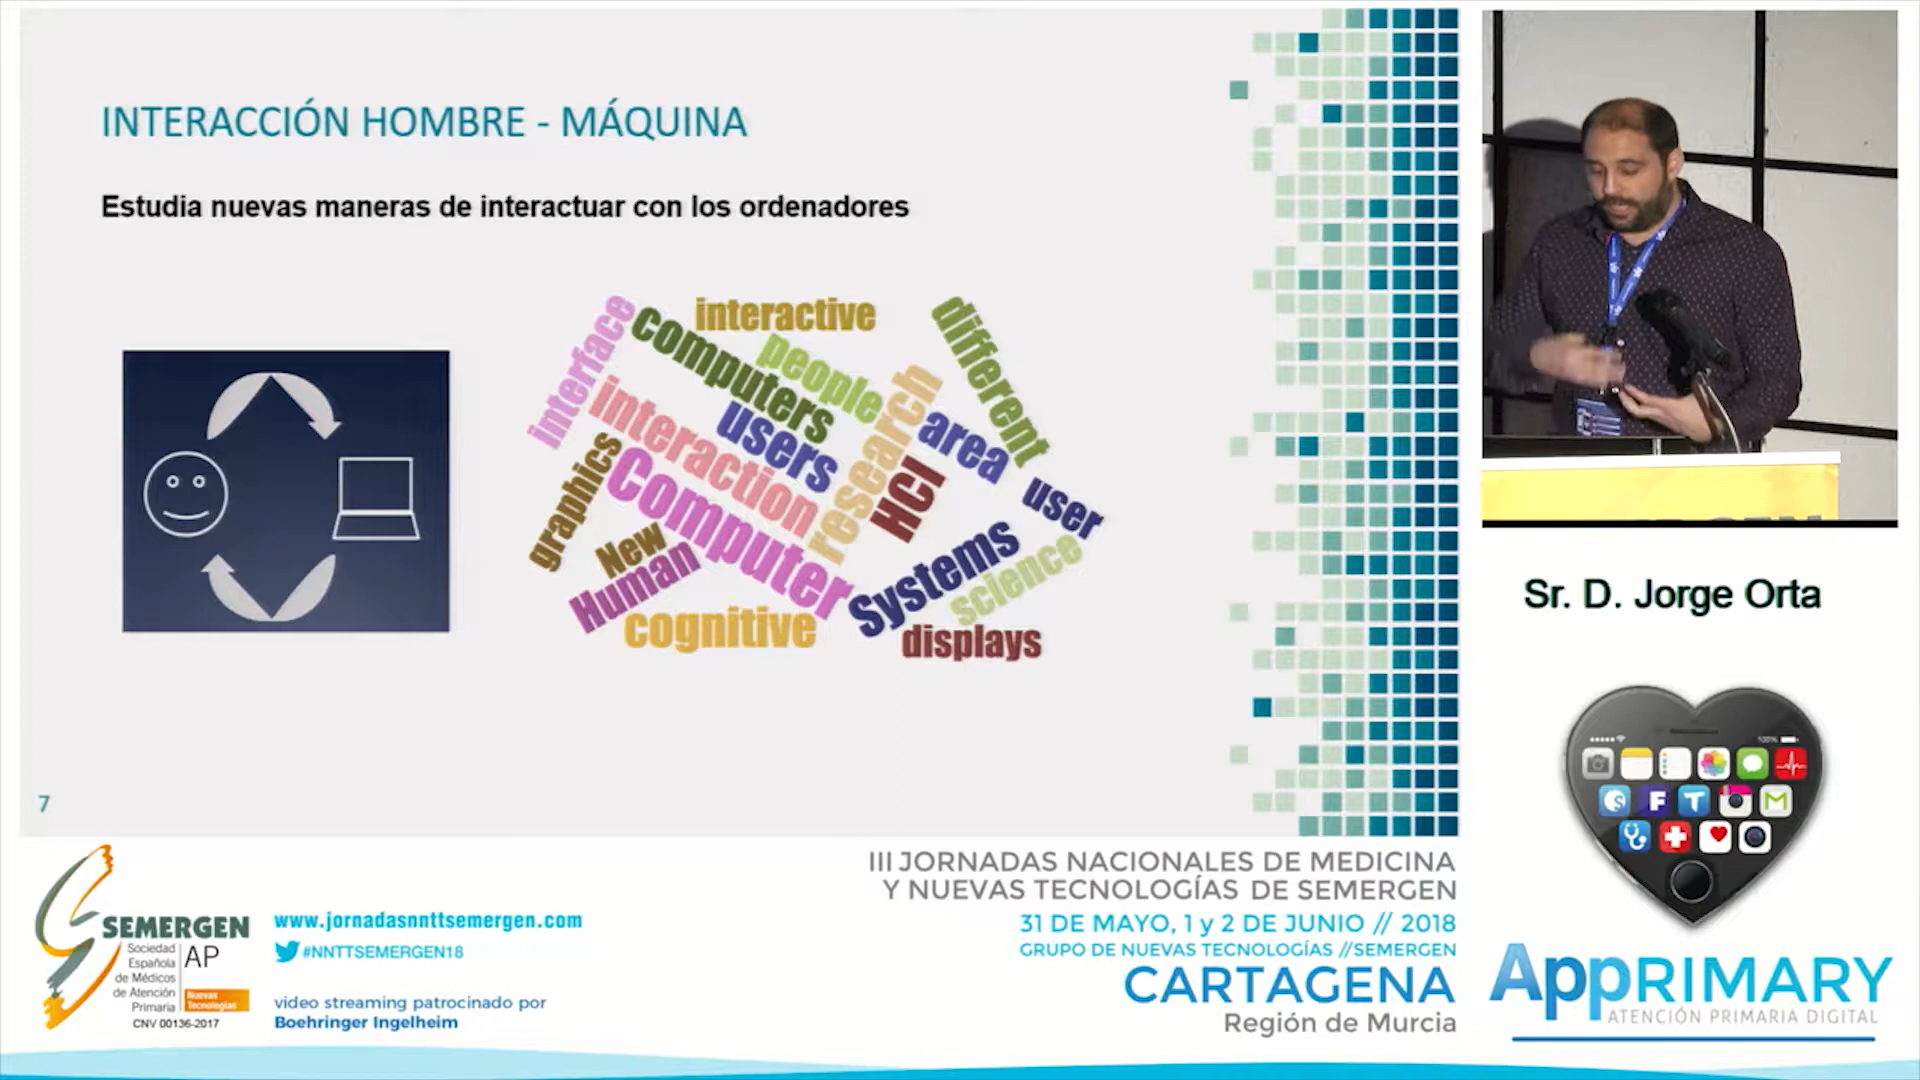 INTERACCIÓN HOMBRE - MÁQUINA
Estudia nuevas maneras de interactuar con los ordenadores
interface
computers
interactive
people
different
interaction
users
research
area
HCI
user
graphics
Computer
New
Human
cognitive
Systems
science
displays
7
Sr. D. Jorge Orta
SEMERGEN
Sociedad
Española
de Médicos
de Atención
Primaria
AP
Nuevas
Tecnologías
CNV 00136-2017
www.jornadasnnttsemergen.com
#NNTTSEMERGEN18
video streaming patrocinado por
Boehringer Ingelheim
III JORNADAS NACIONALES DE MEDICINA
Y NUEVAS TECNOLOGÍAS DE SEMERGEN
31 DE MAYO, 1 y 2 DE JUNIO // 2018
GRUPO DE NUEVAS TECNOLOGÍAS //SEMERGEN
CARTAGENA
Región de Murcia
100%
F
T
M
AppRIMARY
ATENCIÓN PRIMARIA DIGITAL